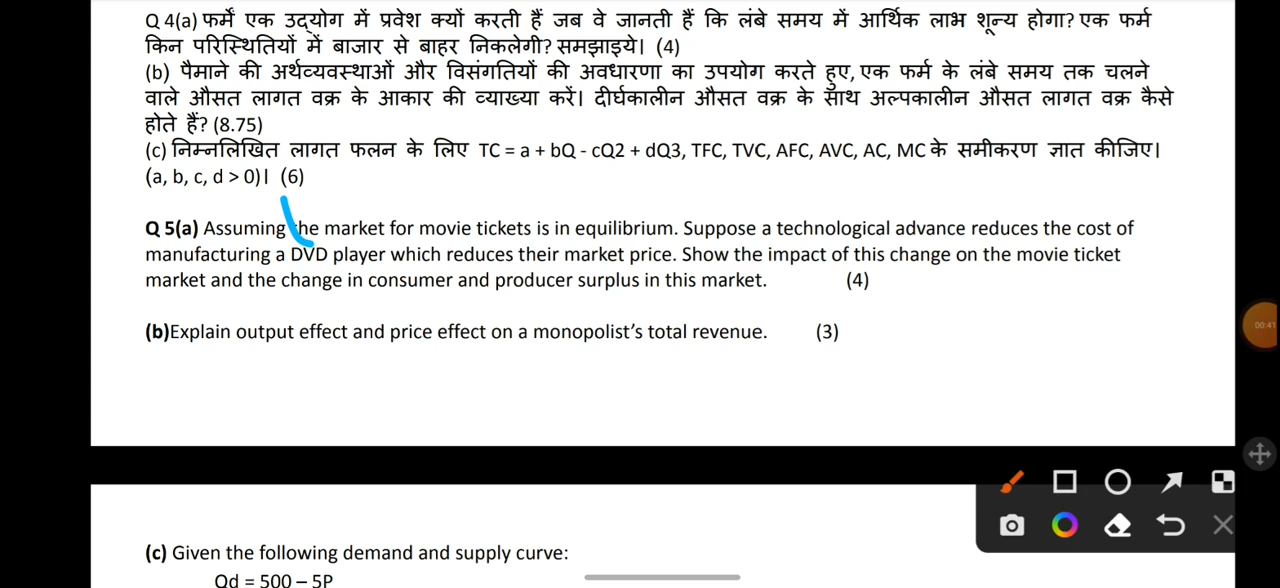 Q 4(a) फर्में एक उद्योग में प्रवेश क्यों करती हैं जब वे जानती हैं कि लंबे समय में आर्थिक लाभ शून्य होगा? एक फर्म
किन परिस्थितियों में बाजार से बाहर निकलेगी? समझाइये। (4)
(b) पैमाने की अर्थव्यवस्थाओं और विसंगतियों की अवधारणा का उपयोग करते हुए, एक फर्म के लंबे समय तक चलने
वाले औसत लागत वक्र के आकार की व्याख्या करें। दीर्घकालीन औसत वक्र के साथ अल्पकालीन औसत लागत वक्र कैसे
होते हैं? (8.75)
(c) निम्नलिखित लागत फलन के लिए TC = a + bQ - cQ2 + dQ3, TFC, TVC, AFC, AVC, AC, MC के समीकरण ज्ञात कीजिए।
(a, b, c, d > 0)। (6)
Q 5(a) Assuming the market for movie tickets is in equilibrium. Suppose a technological advance reduces the cost of
manufacturing a DVD player which reduces their market price. Show the impact of this change on the movie ticket
market and the change in consumer and producer surplus in this market. (4)
(b)Explain output effect and price effect on a monopolist's total revenue. (3)
00:41
(c) Given the following demand and supply curve:
Qd = 500 – 5P